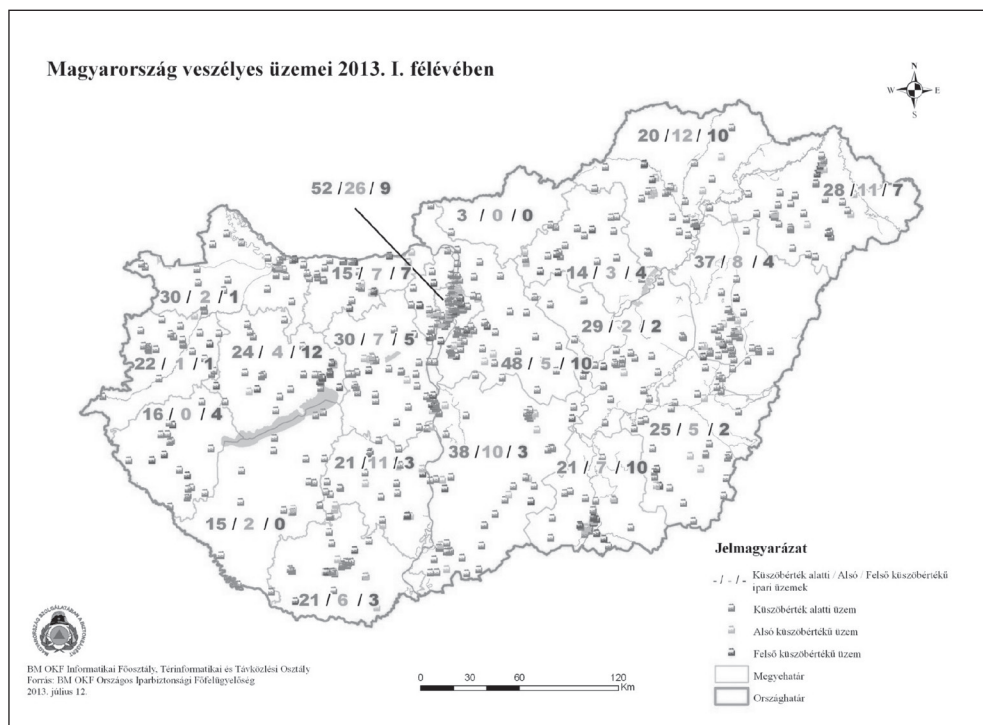 Magyarország veszélyes üzemei 2013. I. félévében
N
W E
S
20 / 12 / 10
52 / 26 / 9
28 / 11 / 7
3 / 0 / 0
37 / 8 / 4
15 / 7 / 7
14 / 3 / 4
30 / 2 / 1
29 / 2 / 2
30 / 7 / 5
24 / 4 / 12
48 / 5 / 10
22 / 1 / 1
16 / 0 / 4
25 / 5 / 2
38 / 10 / 3
21 / 11 / 3
21 / 7 / 10
15 / 2 / 0
21 / 6 / 3
Jelmagyarázat
- / - / - Küszöbérték alatti / Alsó / Felső küszöbértékű
ipari üzemek
Küszöbérték alatti üzem
Alsó küszöbértékű üzem
Felső küszöbértékű üzem
Megyehatár
Országhatár
MAGYARORSZÁG SZOLGÁLATÁBAN A BIZTONSÁGÉRT
BM OKF Informatikai Főosztály, Térinformatikai és Távközlési Osztály
Forrás: BM OKF Országos Iparbiztonsági Főfelügyelőség
2013. július 12.
0 30 60 120
Km